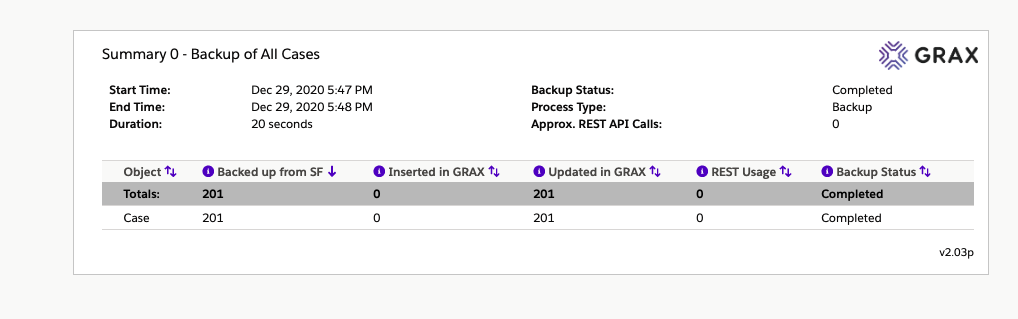 Summary 0 - Backup of All Cases
GRAX
Start Time: Dec 29, 2020 5:47 PM Backup Status: Completed
End Time: Dec 29, 2020 5:48 PM Process Type: Backup
Duration: 20 seconds Approx. REST API Calls: 0
Object Backed up from SF Inserted in GRAX Updated in GRAX REST Usage Backup Status
Totals: 201 0 201 0 Completed
Case 201 0 201 0 Completed
v2.03p